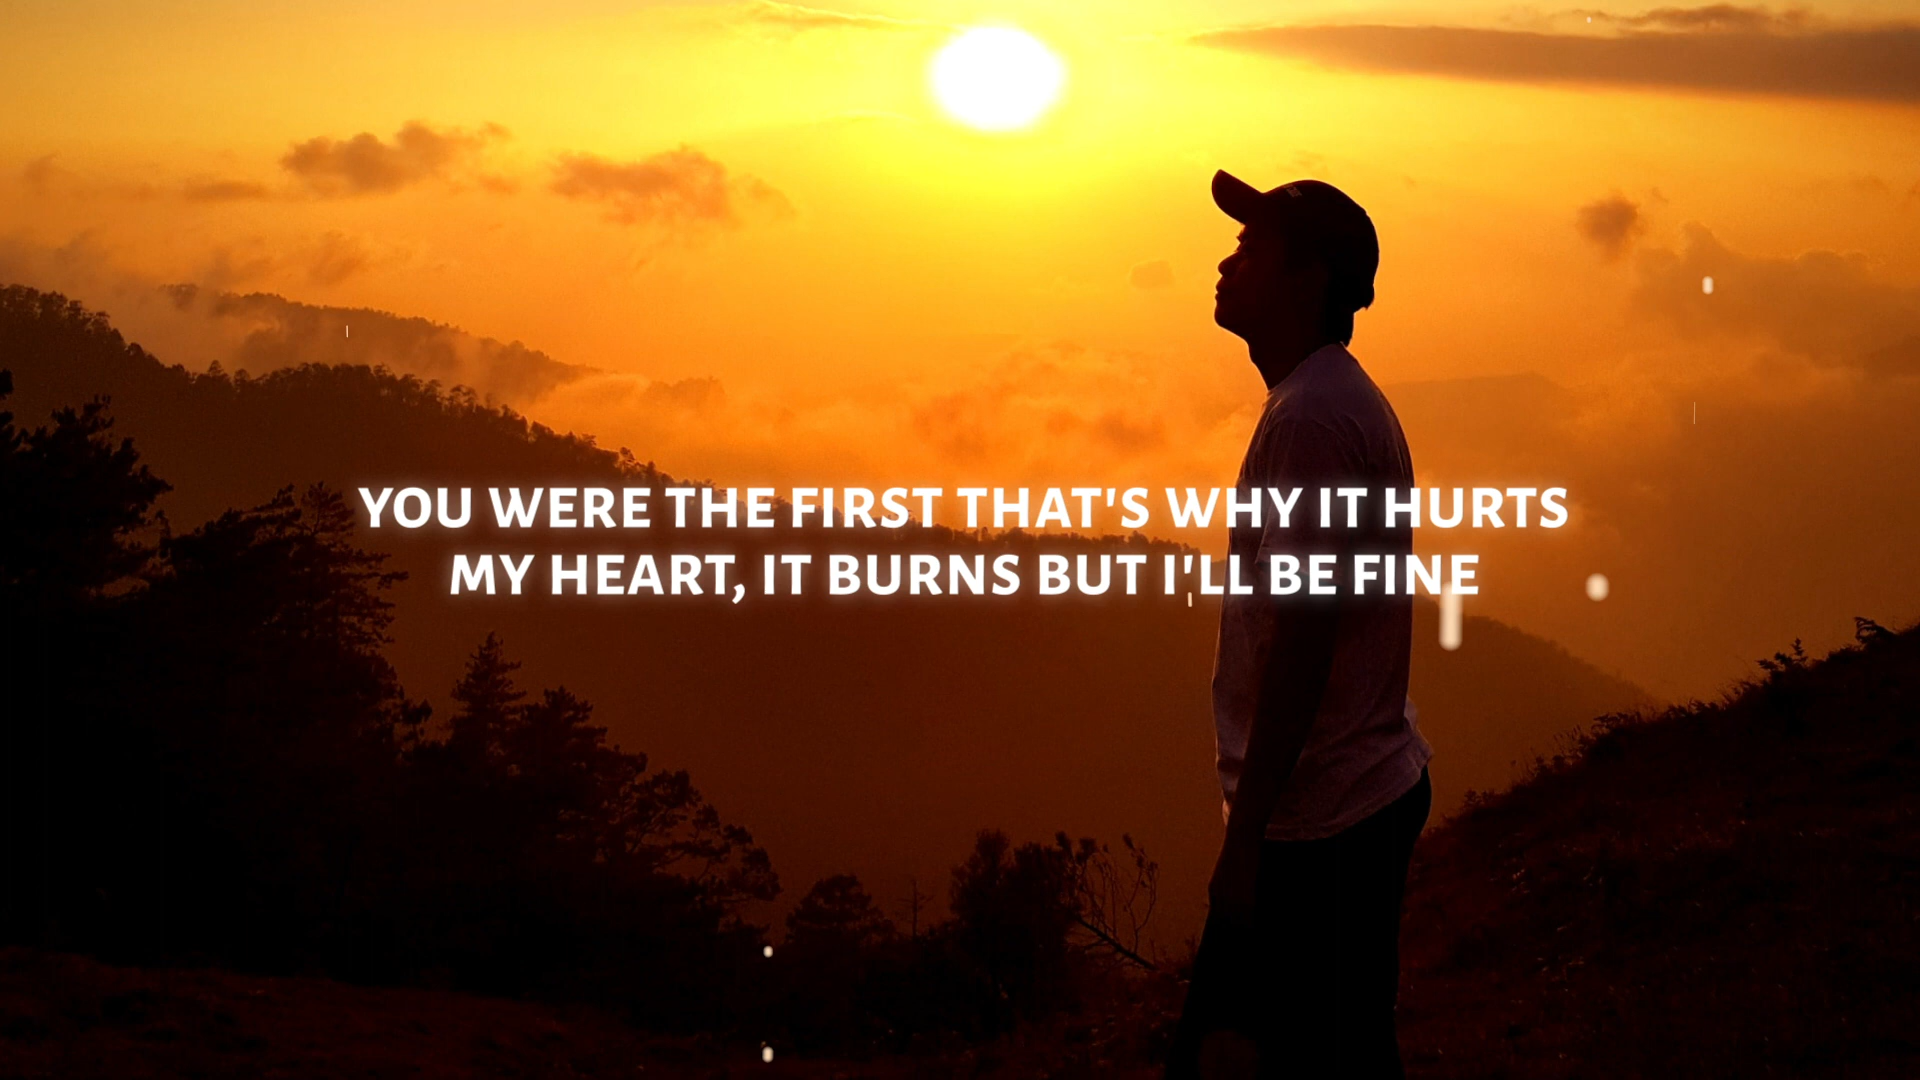 YOU WERE THE FIRST THAT'S WHY IT HURTS
MY HEART, IT BURNS BUT I'LL BE FINE